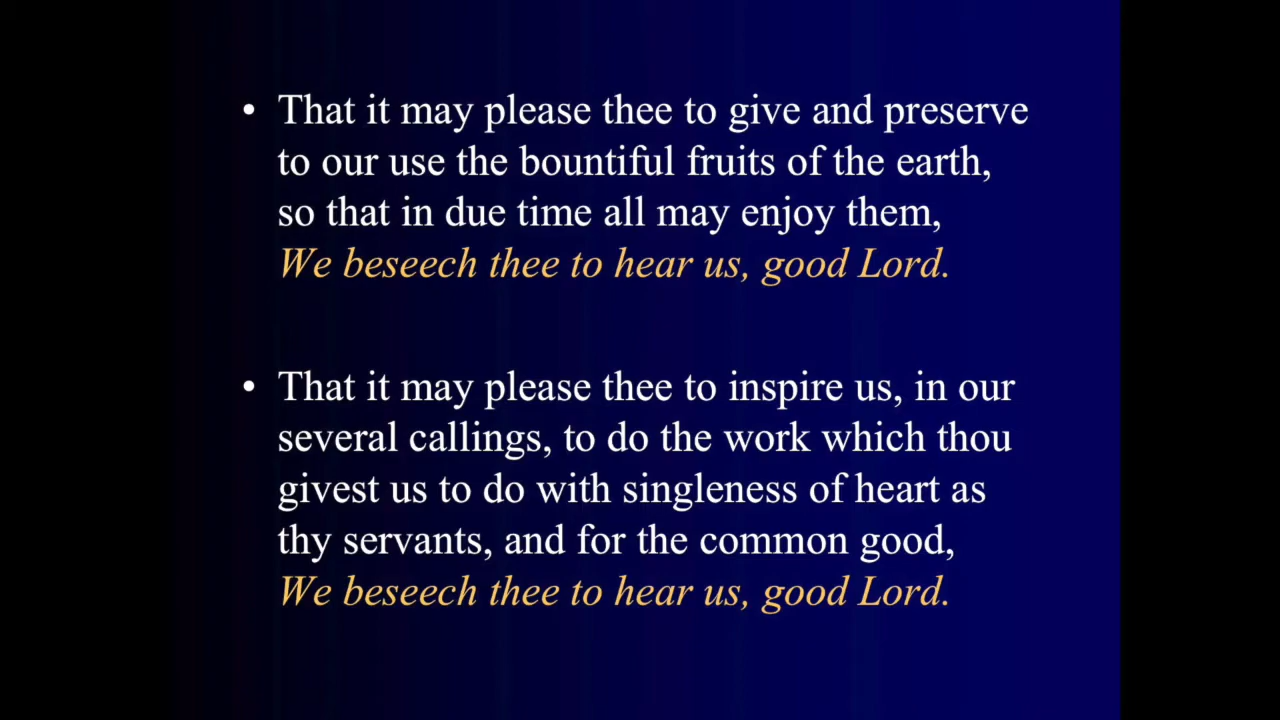 • That it may please thee to give and preserve
to our use the bountiful fruits of the earth,
so that in due time all may enjoy them,
We beseech thee to hear us, good Lord.
• That it may please thee to inspire us, in our
several callings, to do the work which thou
givest us to do with singleness of heart as
thy servants, and for the common good,
We beseech thee to hear us, good Lord.